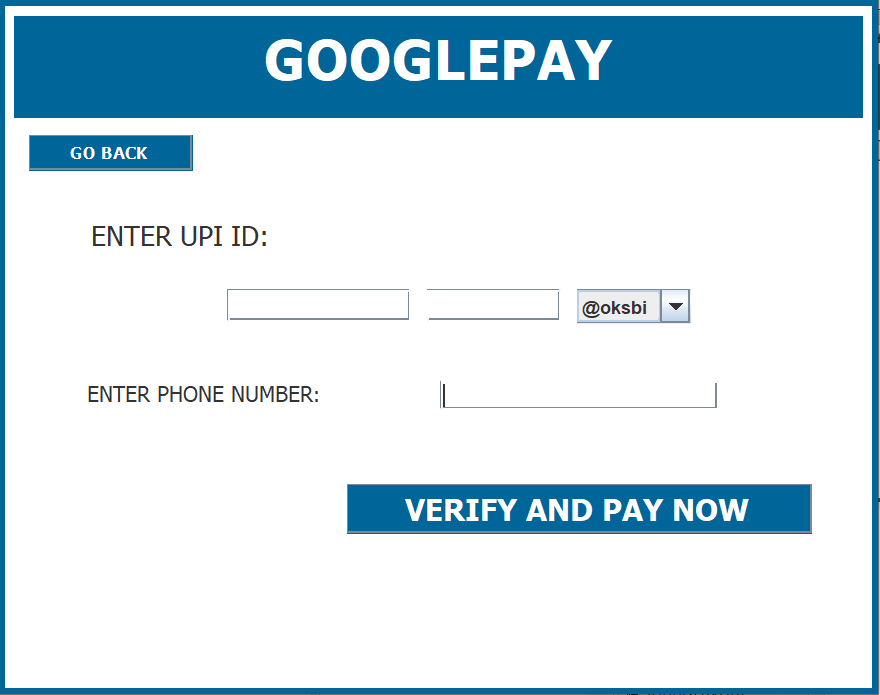 GOOGLEPAY
GO BACK
ENTER UPI ID:
@oksbi
ENTER PHONE NUMBER:
VERIFY AND PAY NOW